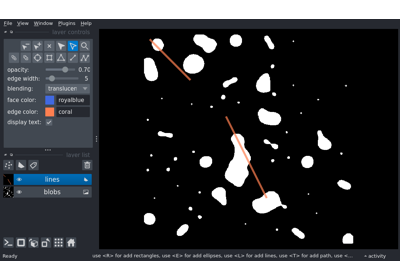 File View Window Plugins Help
layer controls
opacity: 0.70
edge width: 5
blending: translucen
face color: royalblue
edge color: coral
display text:
layer list
lines
blobs
Ready use <R> for add rectangles, use <E> for add ellipses, use <L> for add lines, use <T> for add path, use <... activity